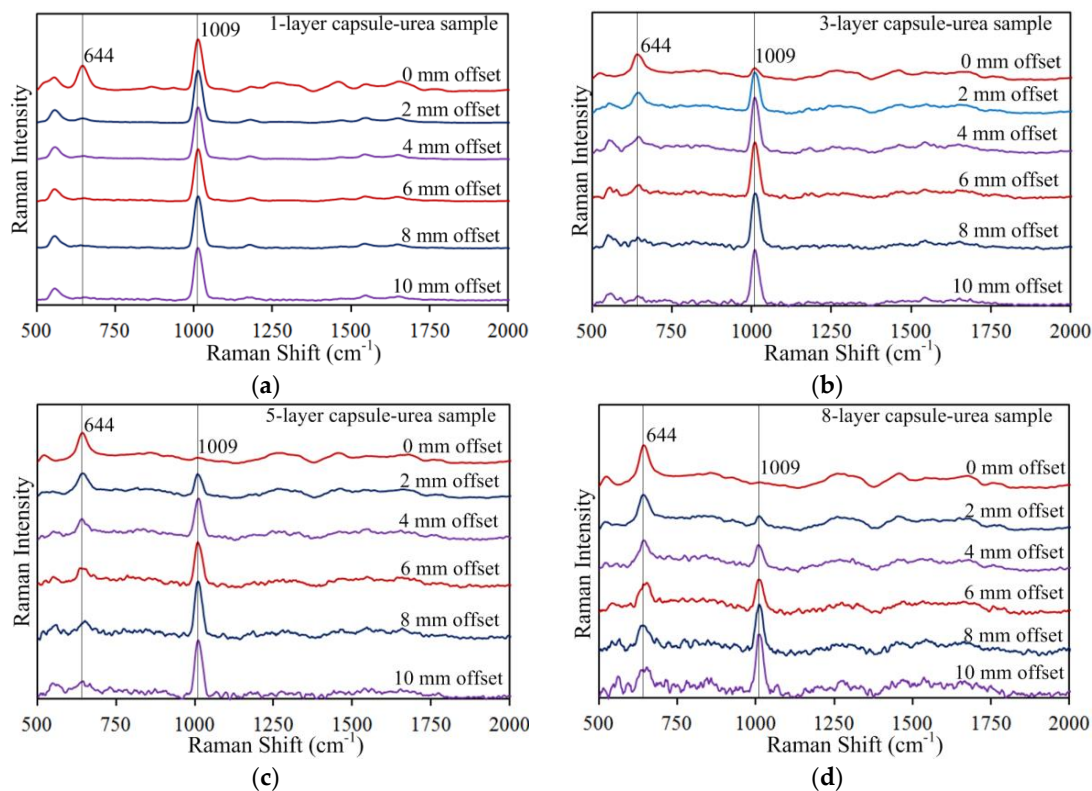 1-layer capsule-urea sample
1009
644
0 mm offset
2 mm offset
4 mm offset
6 mm offset
8 mm offset
10 mm offset
Raman Intensity
500 750 1000 1250 1500 1750 2000
Raman Shift (cm-1)
(a)
3-layer capsule-urea sample
644
1009
0 mm offset
2 mm offset
4 mm offset
6 mm offset
8 mm offset
10 mm offset
Raman Intensity
500 750 1000 1250 1500 1750 2000
Raman Shift (cm-1)
(b)
5-layer capsule-urea sample
644
1009
0 mm offset
2 mm offset
4 mm offset
6 mm offset
8 mm offset
10 mm offset
Raman Intensity
500 750 1000 1250 1500 1750 2000
Raman Shift (cm-1)
(c)
8-layer capsule-urea sample
644
1009
0 mm offset
2 mm offset
4 mm offset
6 mm offset
8 mm offset
10 mm offset
Raman Intensity
500 750 1000 1250 1500 1750 2000
Raman Shift (cm-1)
(d)